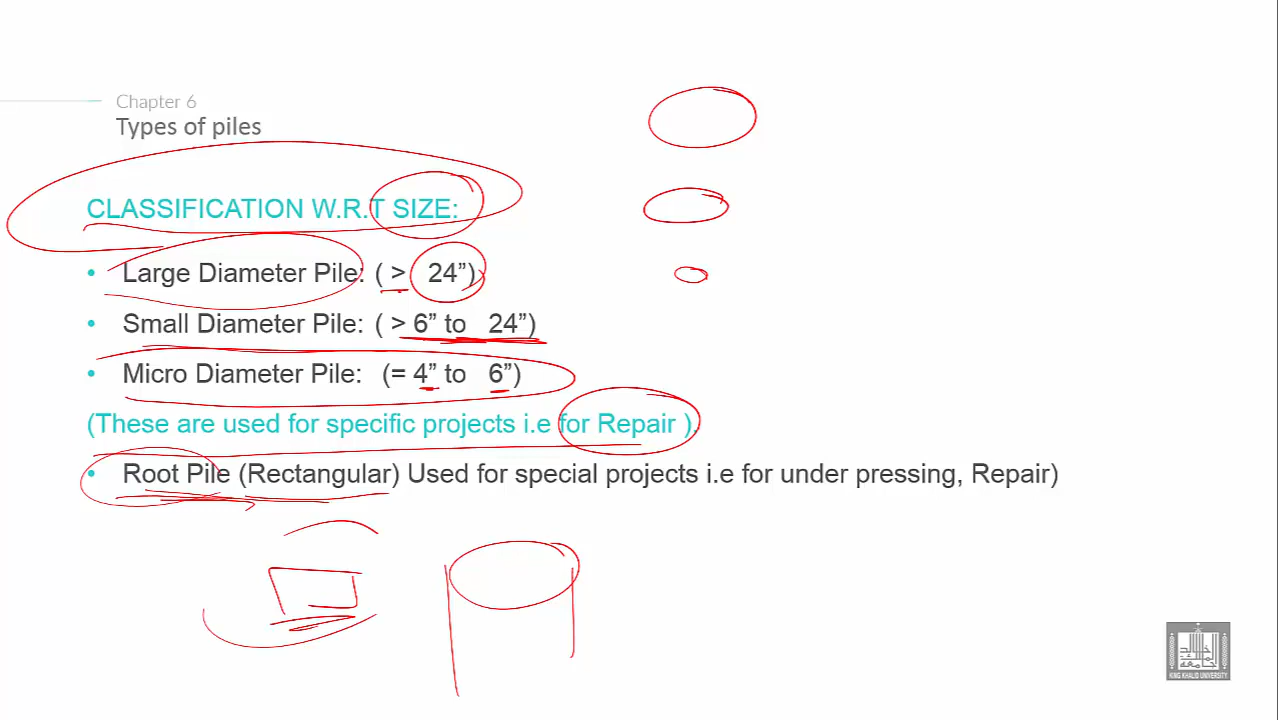 Chapter 6
Types of piles
CLASSIFICATION W.R.T SIZE:
• Large Diameter Pile: ( > 24”)
• Small Diameter Pile: ( > 6” to 24”)
• Micro Diameter Pile: (= 4” to 6”)
(These are used for specific projects i.e for Repair ).
• Root Pile (Rectangular) Used for special projects i.e for under pressing, Repair)
KING KHALID UNIVERSITY